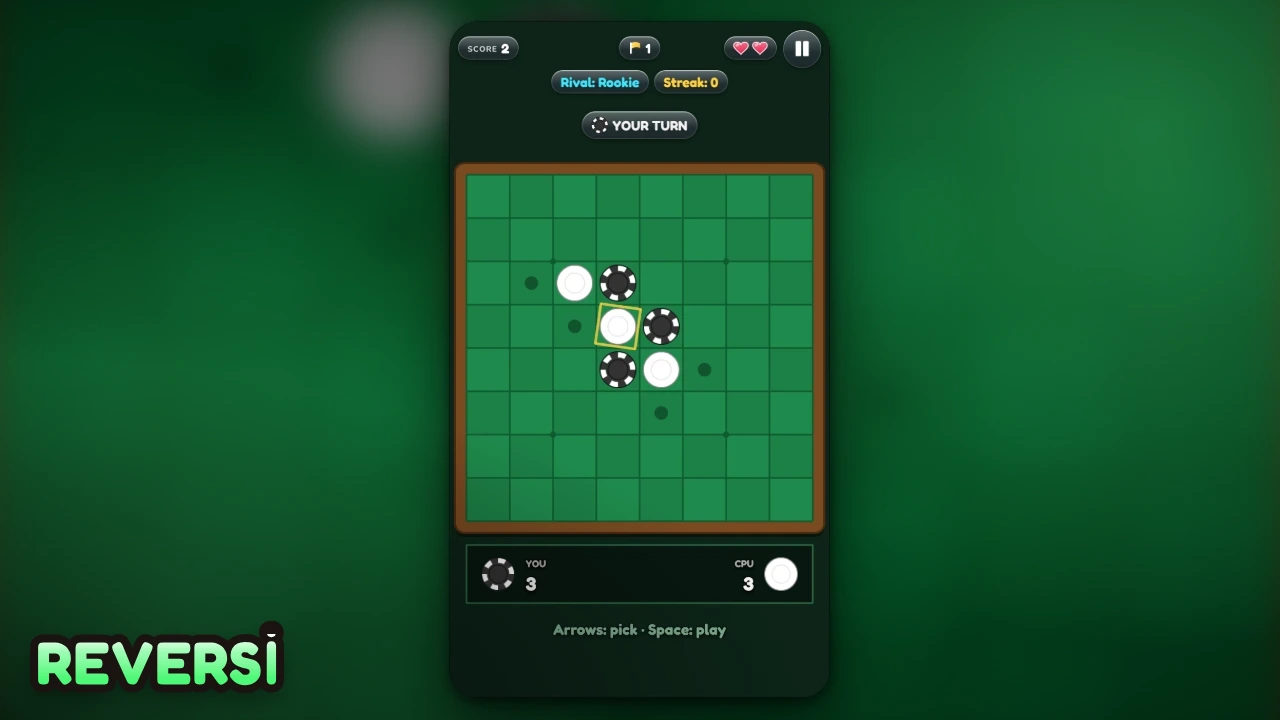 SCORE 2
1
Rival: Rookie
Streak: 0
YOUR TURN
YOU
3
CPU
3
Arrows: pick · Space: play
REVERSI